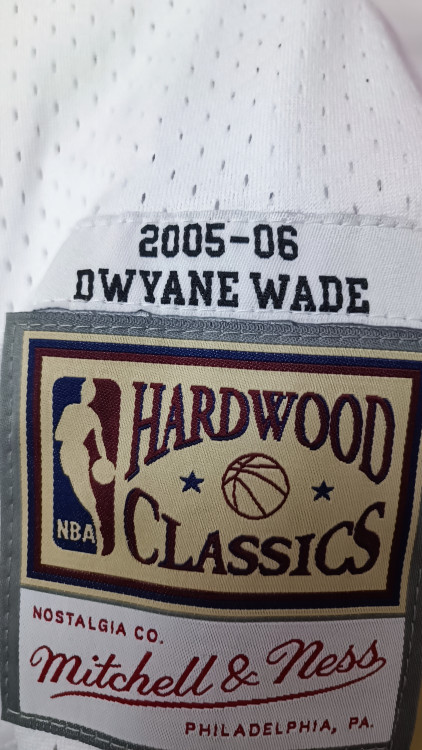 2005-06
DWYANE WADE
HARDWOOD
CLASSICS
NBA
NOSTALGIA CO.
Mitchell & Ness
PHILADELPHIA, PA.